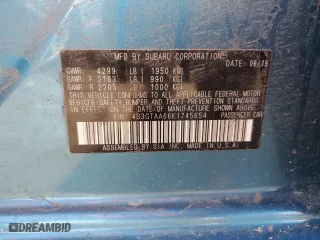 MFD BY SUBARU CORPORATION
DATE: 06/19
GVWR: 4299 LB 1950 KG
GAWR: F 2183 LB 990 KG
GAWR: R 2205 LB 1000 KG
THIS VEHICLE CONFORMS TO ALL APPLICABLE FEDERAL MOTOR
VEHICLE SAFETY, BUMPER, AND THEFT PREVENTION STANDARDS
IN EFFECT ON THE DATE OF MANUFACTURE SHOWN ABOVE.
4S3GTAA66K1745654 PASSENGER CAR
ASSEMBLED BY SIA INC. MADE IN U.S.A.
DREAMBID